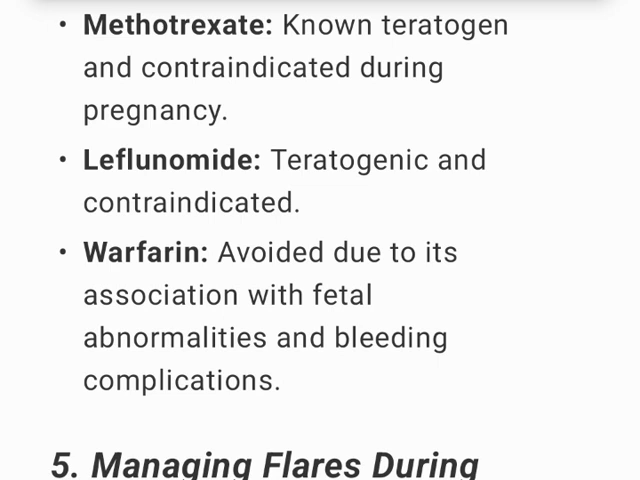 • Methotrexate: Known teratogen
and contraindicated during
pregnancy.
• Leflunomide: Teratogenic and
contraindicated.
• Warfarin: Avoided due to its
association with fetal
abnormalities and bleeding
complications.
5. Managing Flares During